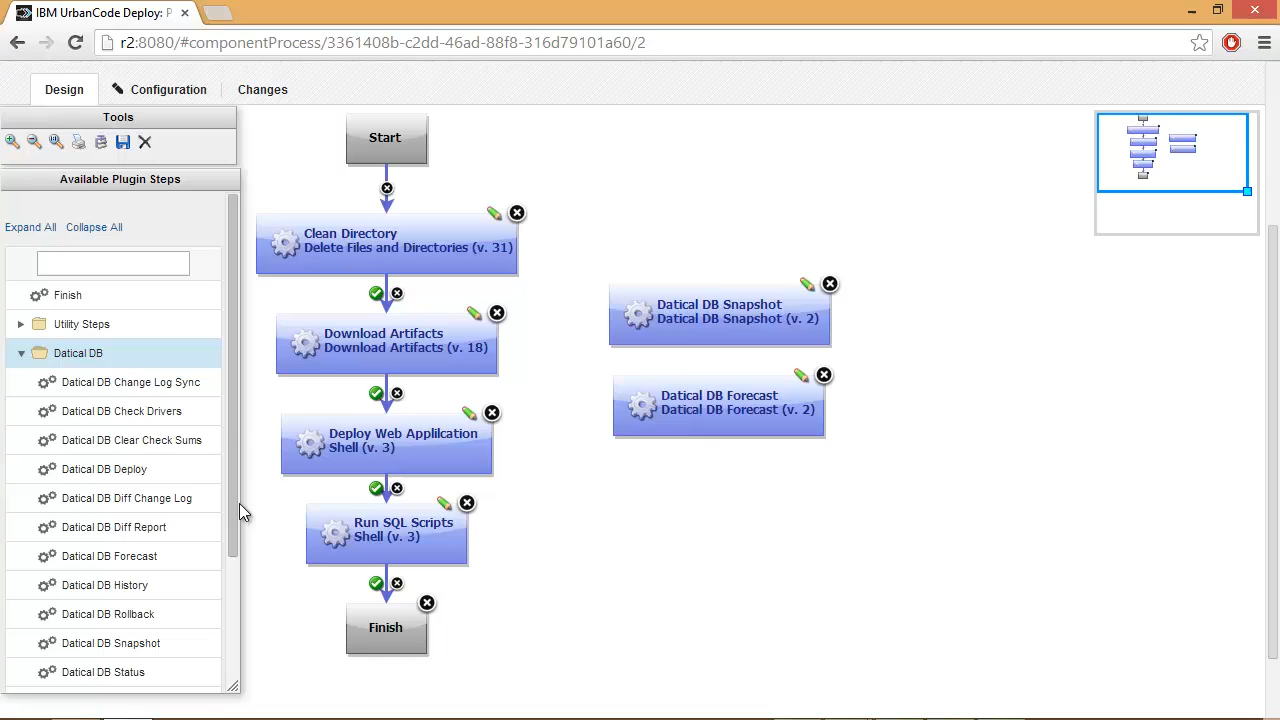 IBM UrbanCode Deploy: P
r2:8080/#componentProcess/3361408b-c2dd-46ad-88f8-316d79101a60/2
Design
Configuration
Changes
Tools
Available Plugin Steps
Expand All
Collapse All
Finish
Utility Steps
Datical DB
Datical DB Change Log Sync
Datical DB Check Drivers
Datical DB Clear Check Sums
Datical DB Deploy
Datical DB Diff Change Log
Datical DB Diff Report
Datical DB Forecast
Datical DB History
Datical DB Rollback
Datical DB Snapshot
Datical DB Status
Start
Clean Directory
Delete Files and Directories (v. 31)
Download Artifacts
Download Artifacts (v. 18)
Deploy Web Applilcation
Shell (v. 3)
Run SQL Scripts
Shell (v. 3)
Finish
Datical DB Snapshot
Datical DB Snapshot (v. 2)
Datical DB Forecast
Datical DB Forecast (v. 2)